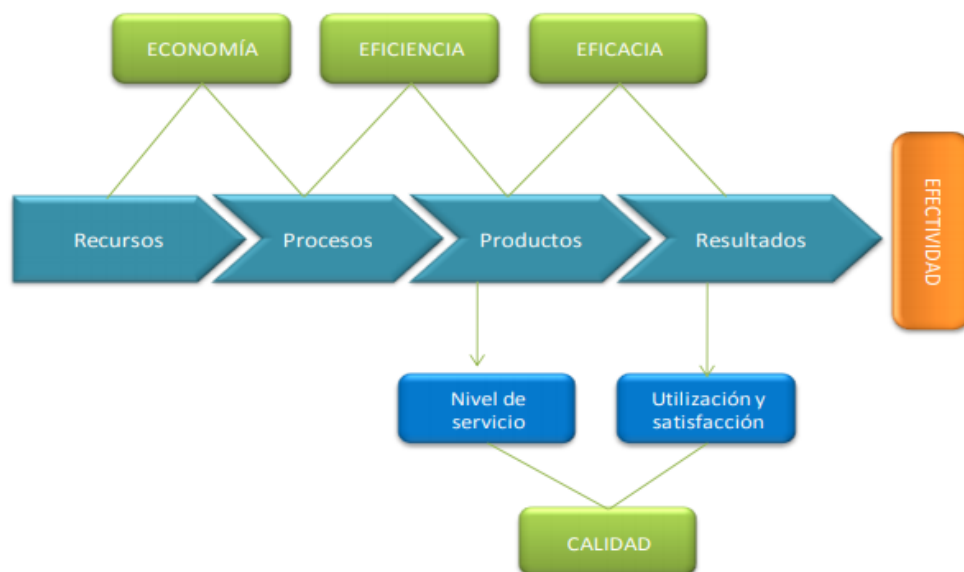 ECONOMÍA
EFICIENCIA
EFICACIA
Recursos
Procesos
Productos
Resultados
EFECTIVIDAD
Nivel de
servicio
Utilización y
satisfacción
CALIDAD